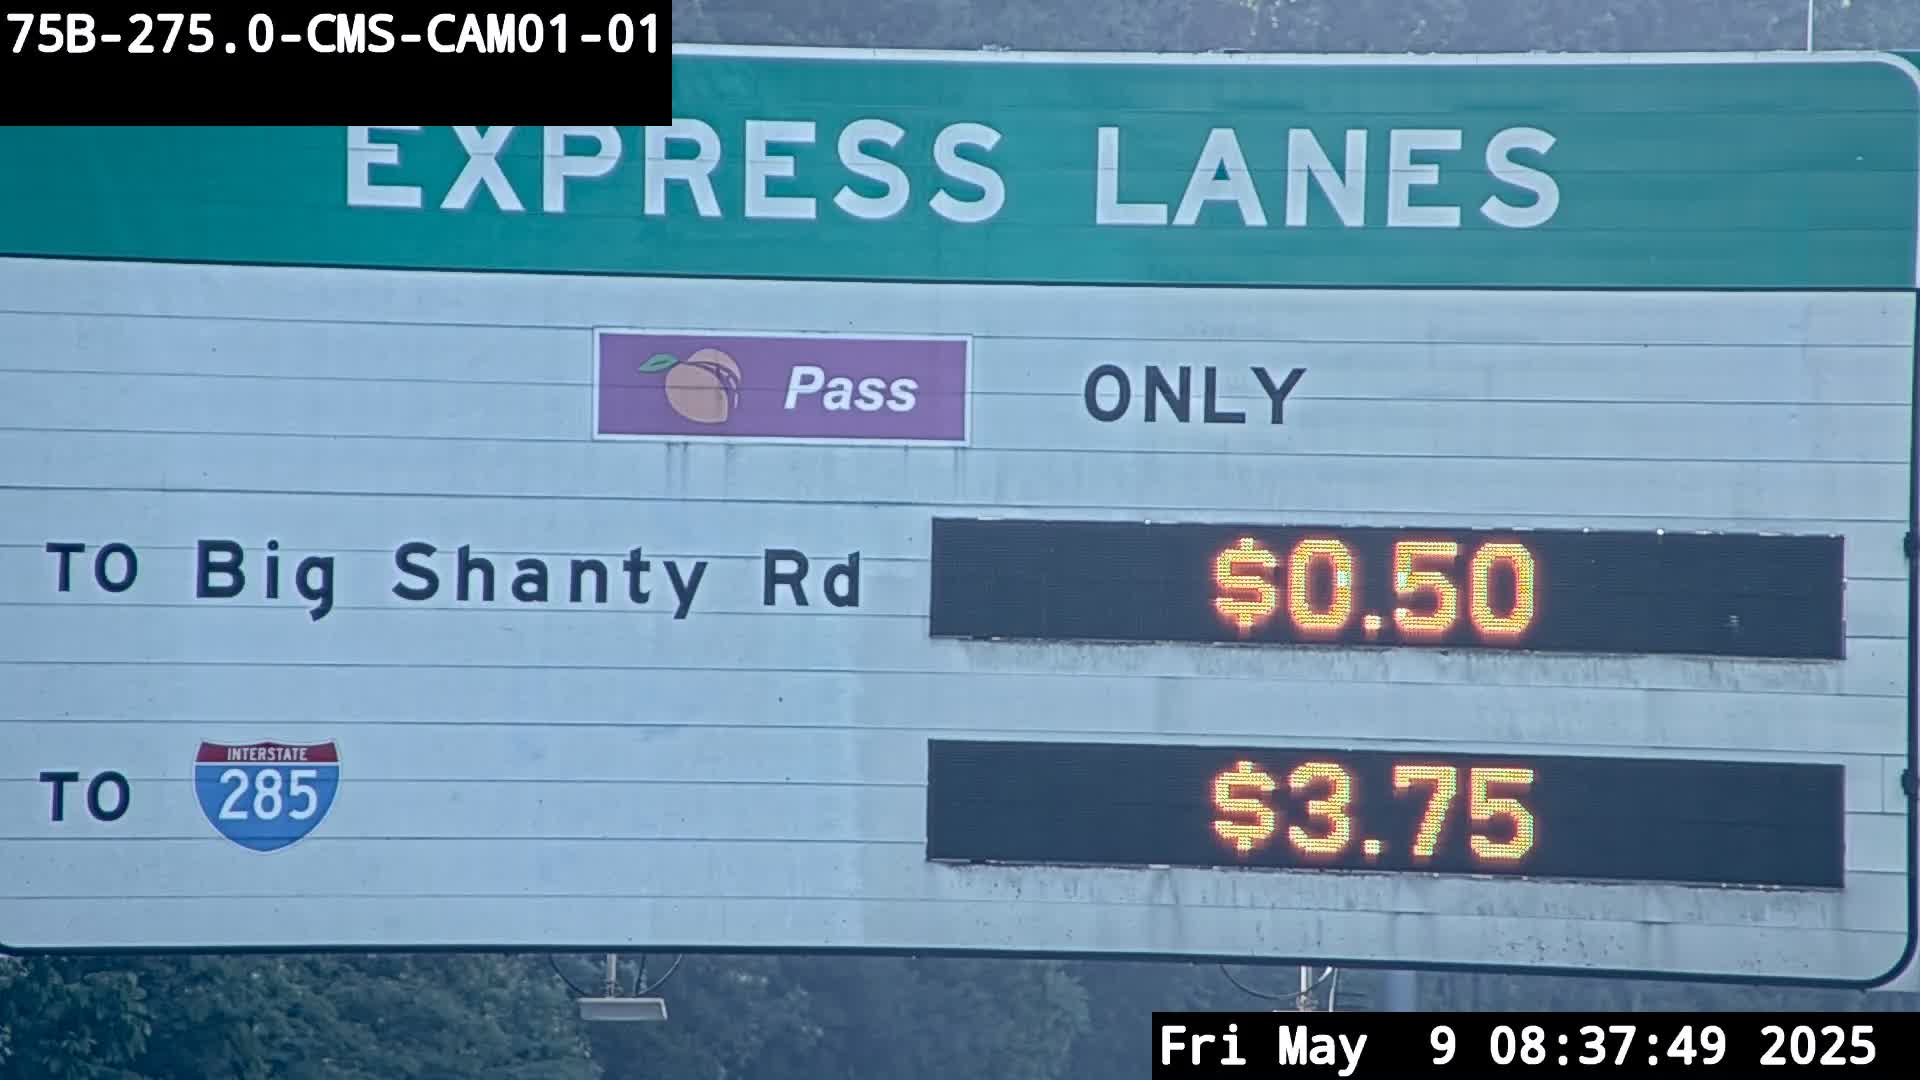 75B-275.0-CMS-CAM01-01
EXPRESS LANES
Pass ONLY
TO Big Shanty Rd $0.50
INTERSTATE
TO 285 $3.75
Fri May 9 08:37:49 2025